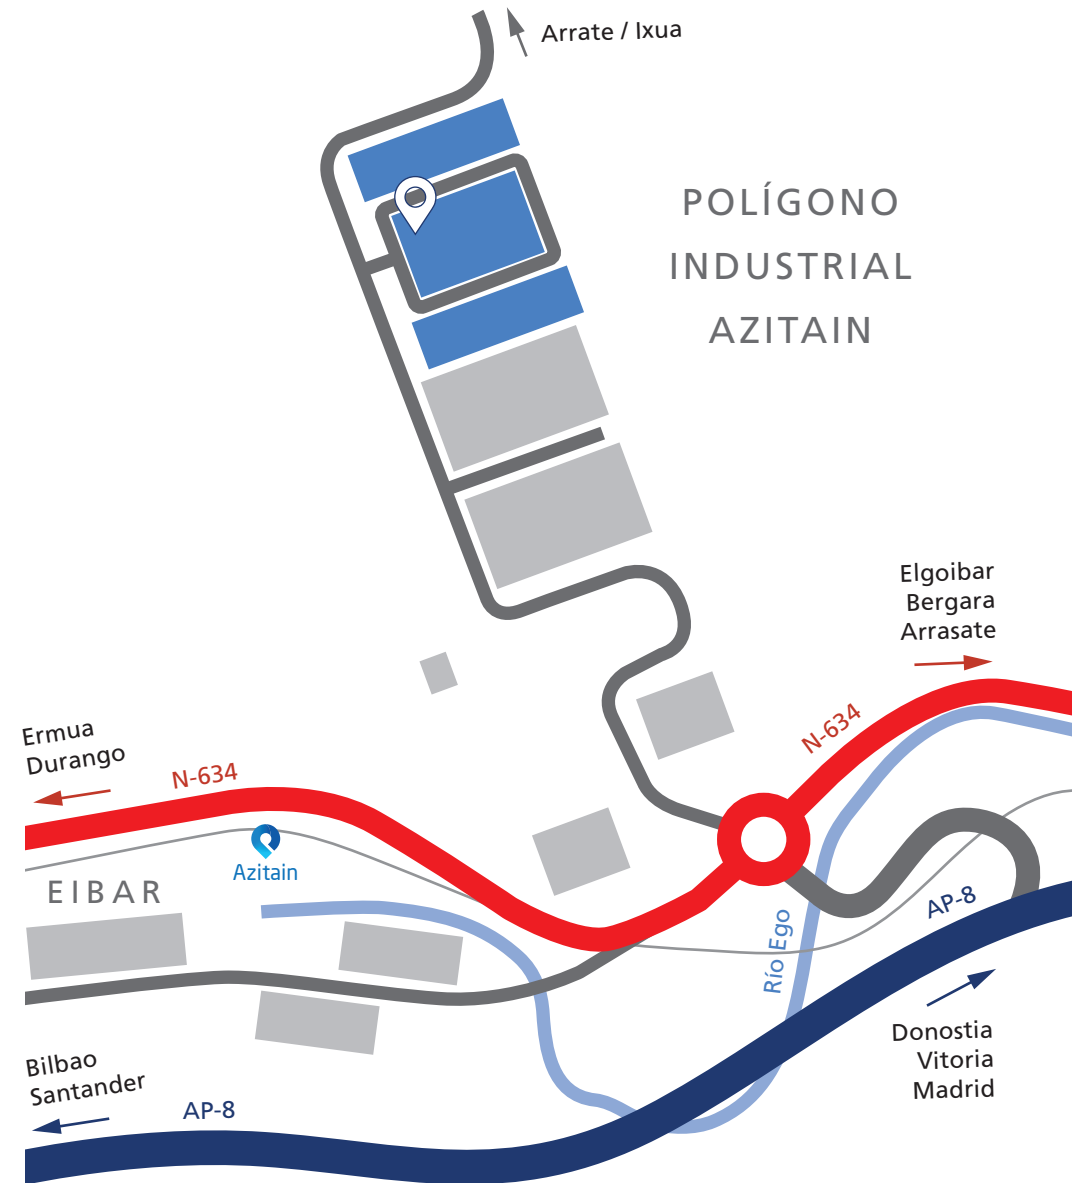 Arrate / Ixua
POLÍGONO
INDUSTRIAL
AZITAIN
Elgoibar
Bergara
Arrasate
N-634
Ermua
Durango
N-634
Azitain
EIBAR
AP-8
Río Ego
Donostia
Vitoria
Madrid
Bilbao
Santander
AP-8